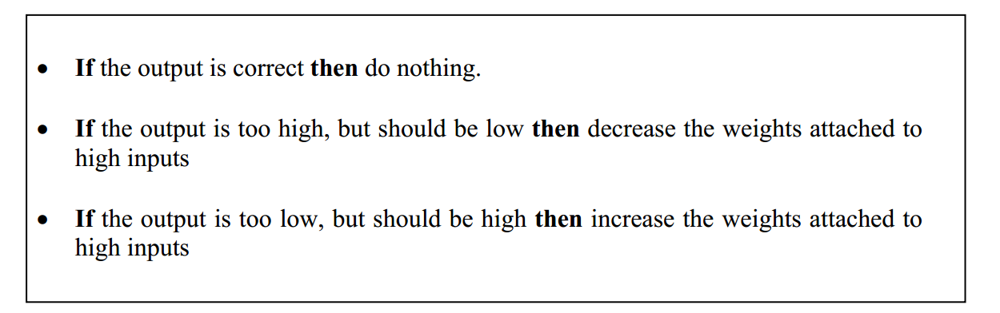 • If the output is correct then do nothing.
• If the output is too high, but should be low then decrease the weights attached to
high inputs
• If the output is too low, but should be high then increase the weights attached to
high inputs